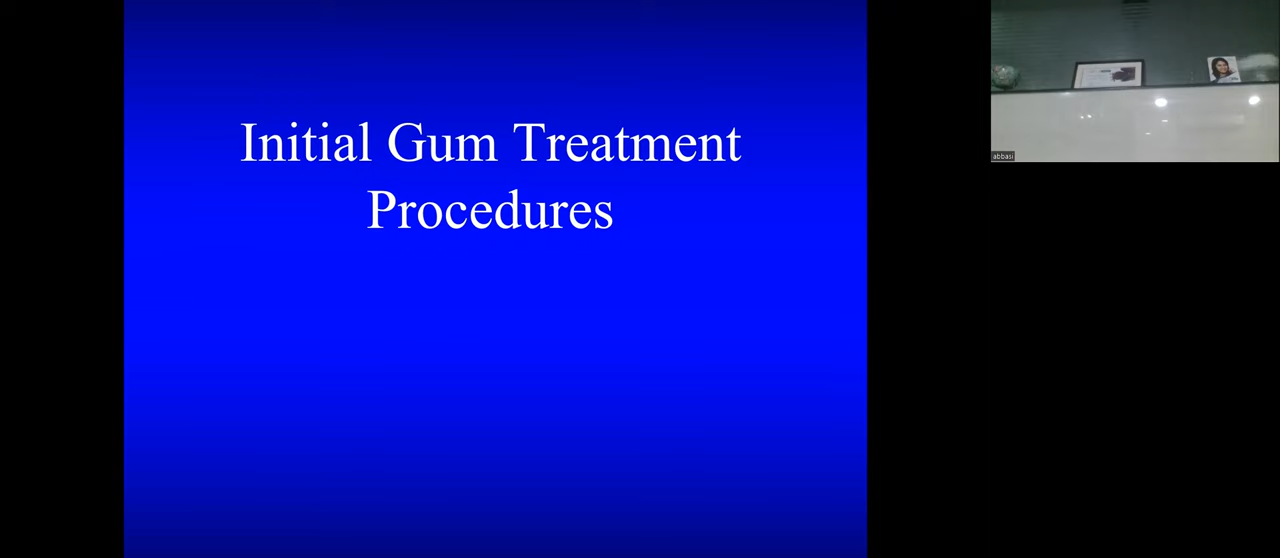 Initial Gum Treatment
Procedures
abbasi